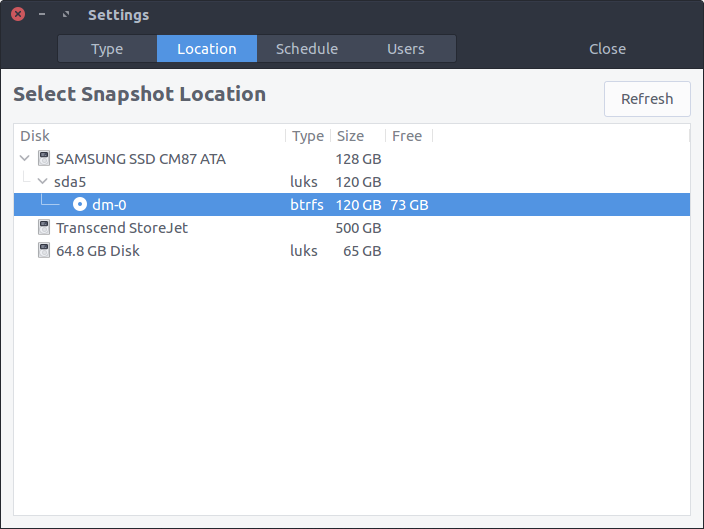 Settings
Type Location Schedule Users Close
Select Snapshot Location
Refresh
Disk Type Size Free
SAMSUNG SSD CM87 ATA 128 GB
sda5 luks 120 GB
dm-0 btrfs 120 GB 73 GB
Transcend StoreJet 500 GB
64.8 GB Disk luks 65 GB